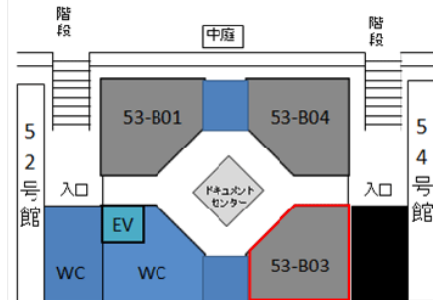 階段
中庭
階段
53-B01
53-B04
52号館
54号館
入口
ドキュメント
センター
入口
EV
WC
WC
53-B03